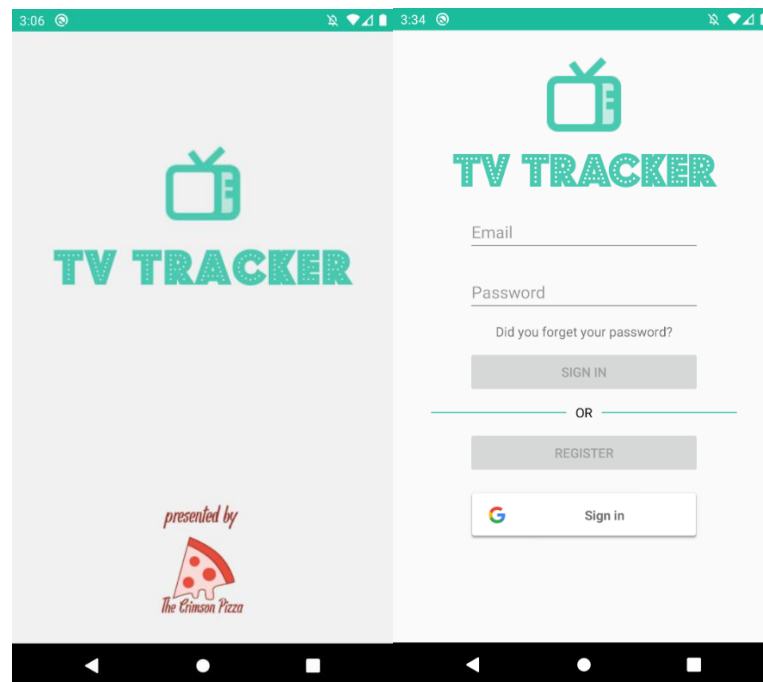 3:06
TV TRACKER
presented by
The Crimson Pizza
3:34
TV TRACKER
Email
Password
Did you forget your password?
SIGN IN
OR
REGISTER
G Sign in